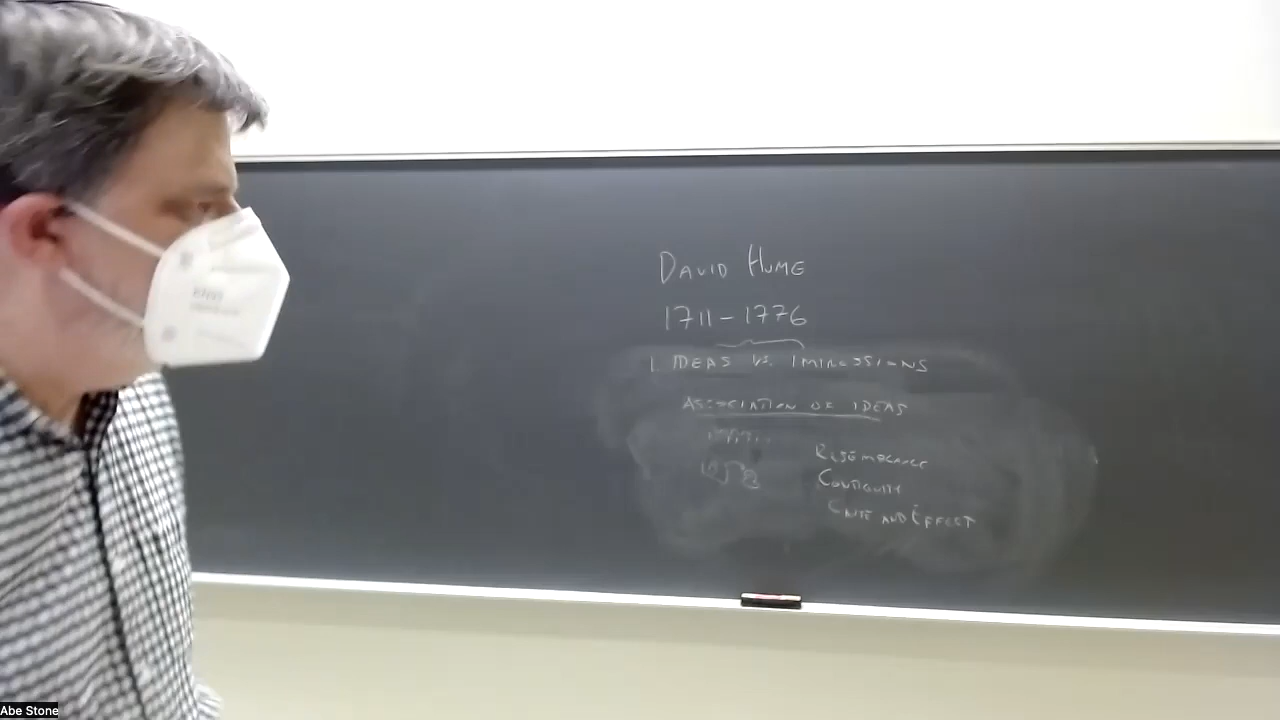 DAVID HUME
1711-1776
1. IDEAS VS. IMPRESSIONS
ASSOCIATION OF IDEAS
RESEMBLANCE
CONTIGUITY
CAUSE AND EFFECT
Abe Stone